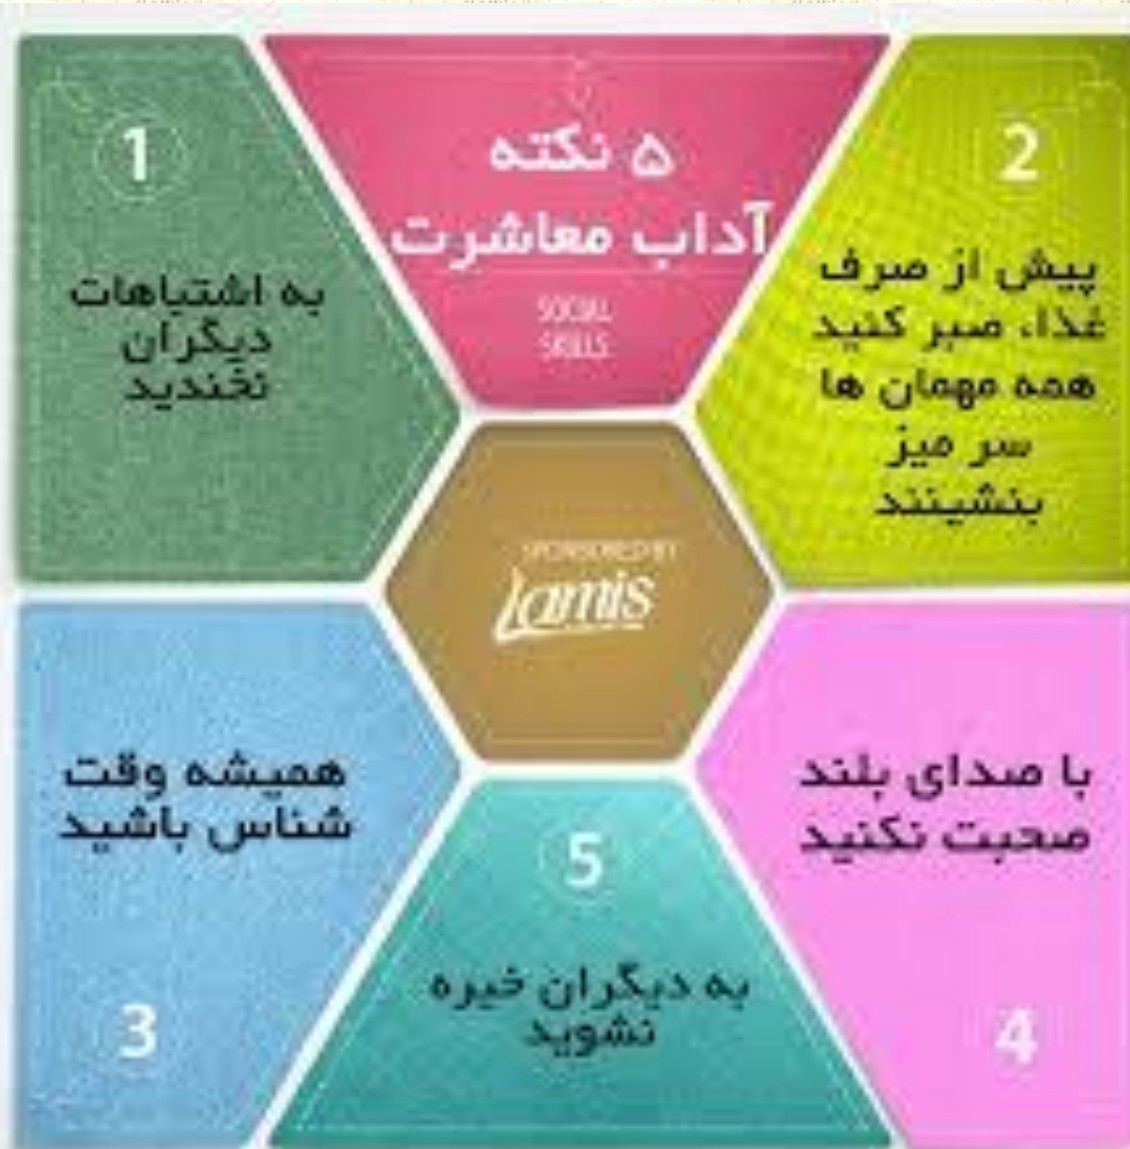 ۵ نکته
آداب معاشرت
SOCIAL
SKILLS
1
به اشتباهات
دیگران
نخندید
2
پیش از صرف
غذا، صبر کنید
همه مهمان ها
سر میز
بنشینند
SPONSORED BY
Lamis
همیشه وقت
شناس باشید
3
با صدای بلند
صحبت نکنید
4
5
به دیگران خیره
نشوید